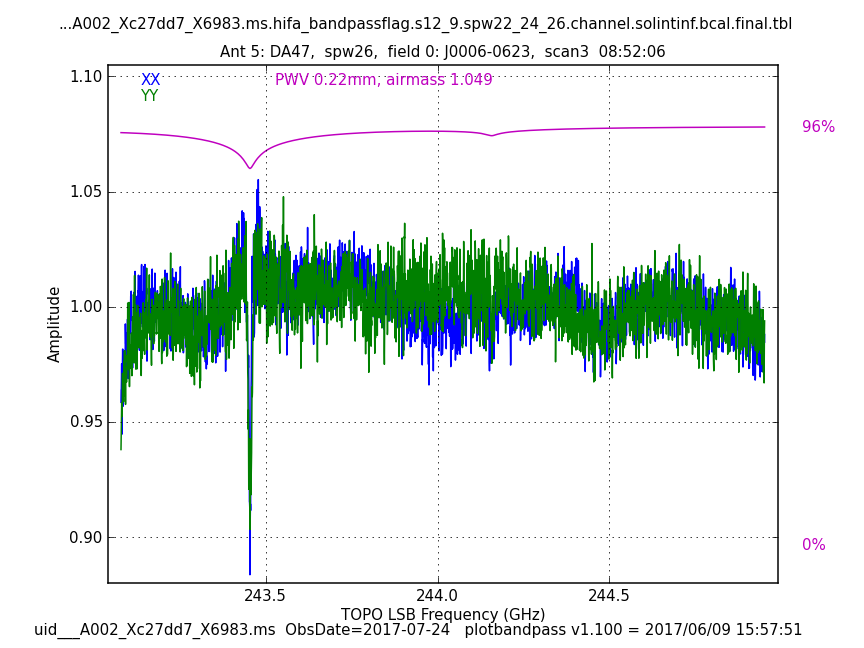 ...A002_Xc27dd7_X6983.ms.hifa_bandpassflag.s12_9.spw22_24_26.channel.solintinf.bcal.final.tbl
Ant 5: DA47,  spw26,  field 0: J0006-0623,  scan3  08:52:06
XX
YY
PWV 0.22mm, airmass 1.049
1.10
1.05
1.00
0.95
0.90
Amplitude
96%
0%
243.5
244.0
244.5
TOPO LSB Frequency (GHz)
uid___A002_Xc27dd7_X6983.ms  ObsDate=2017-07-24   plotbandpass v1.100 = 2017/06/09 15:57:51